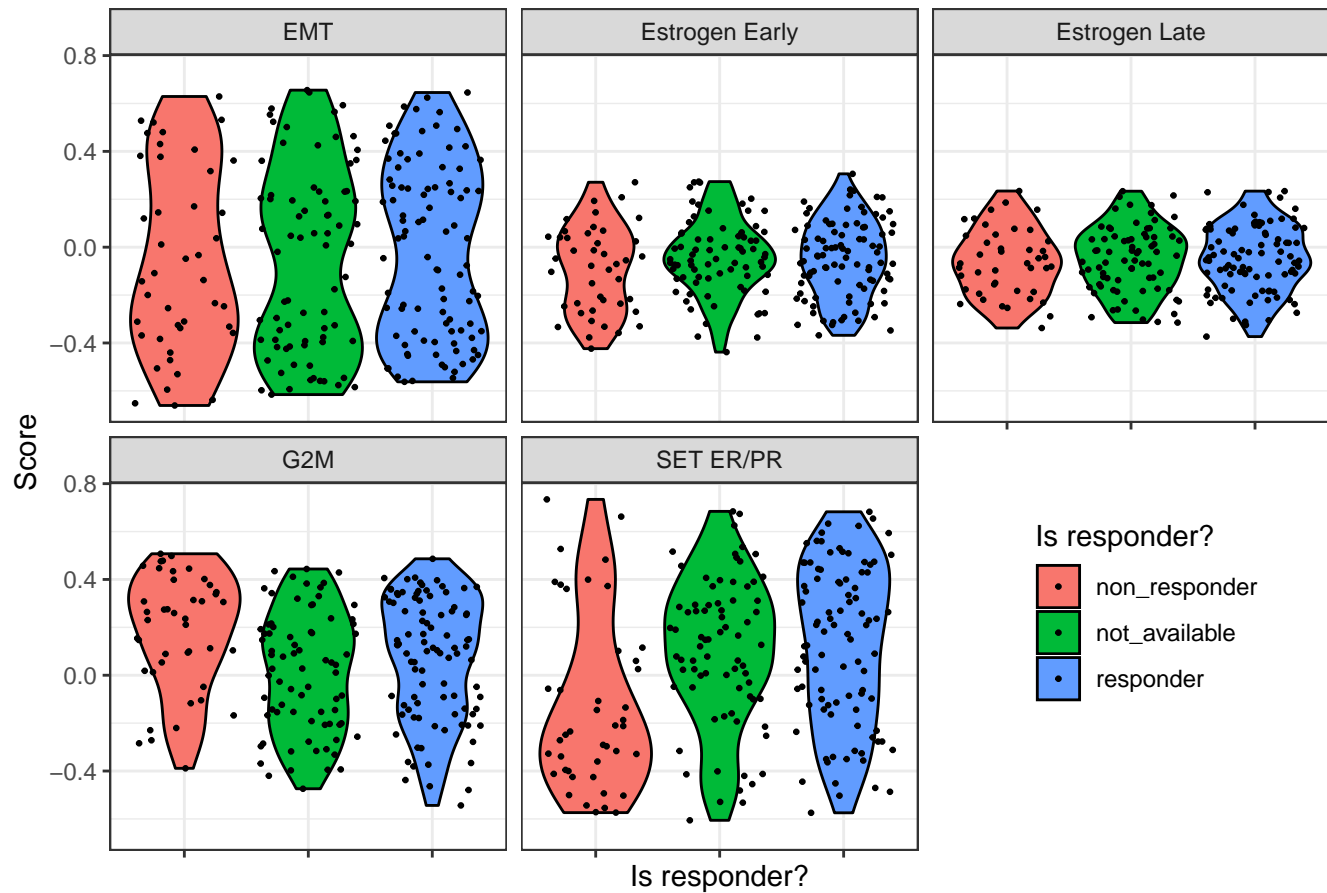 EMT
Estrogen Early
Estrogen Late
0.8
0.4
0.0
−0.4
Score
G2M
SET ER/PR
0.8
0.4
0.0
−0.4
Is responder?
Is responder?
non_responder
not_available
responder